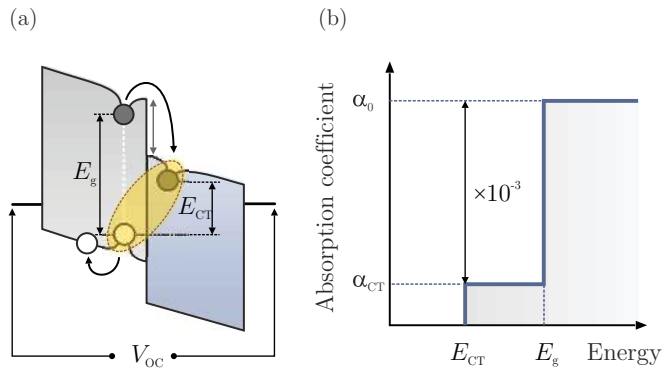 (a)
E_g
E_CT
V_OC
(b)
Absorption coefficient
α_0
×10^-3
α_CT
E_CT E_g Energy